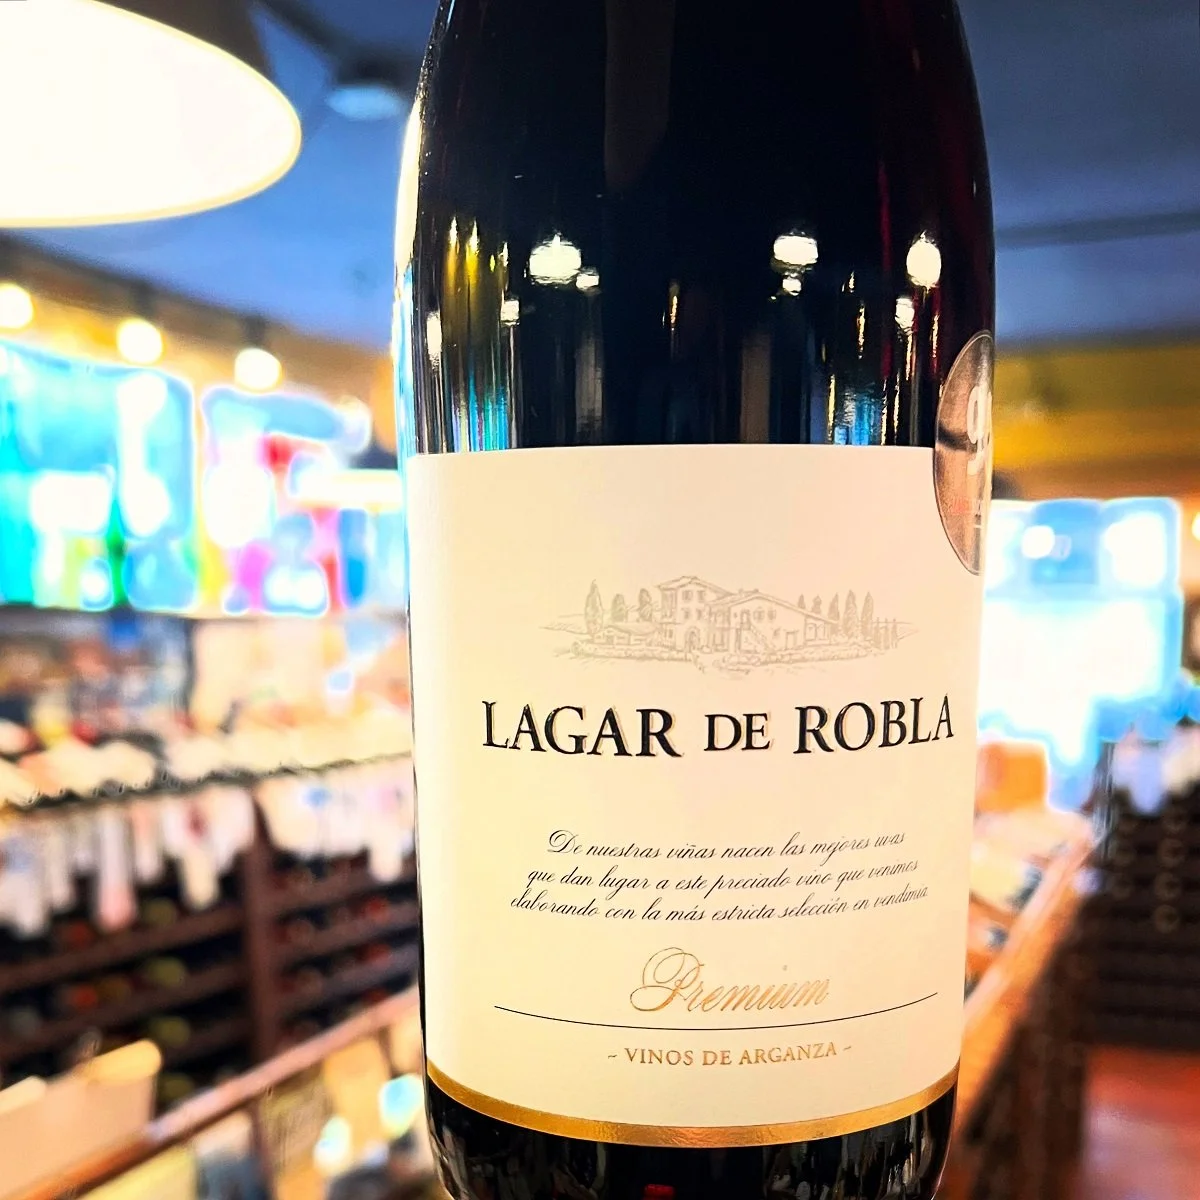 LAGAR DE ROBLA
De nuestras viñas nacen las mejores uvas
que dan lugar a este preciado vino que venimos
elaborando con la más estricta selección en vendimia.
Premium
~ VINOS DE ARGANZA ~